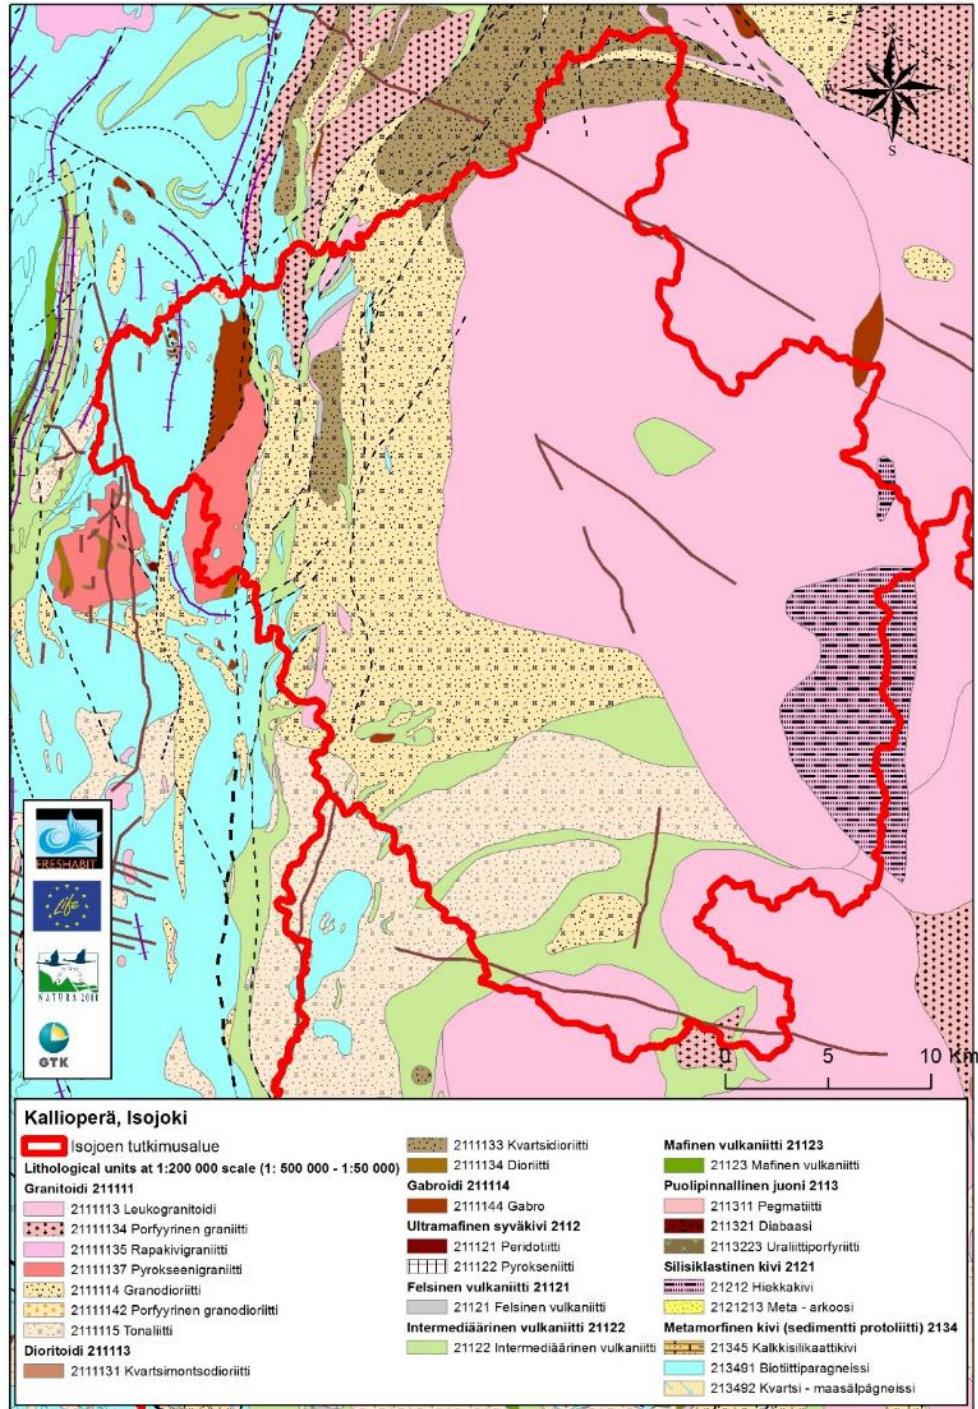 S
0
5
10 Km
FRESHABIT
Life
NATURA 2000
GTK
Kallioperä, Isojoki
Isojoen tutkimusalue
Lithological units at 1:200 000 scale (1: 500 000 - 1:50 000)
Granitoidi 211111
2111113 Leukogranitoidi
21111134 Porfyyrinen graniitti
21111135 Rapakivigraniitti
21111137 Pyrokseenigraniitti
2111114 Granodioriitti
21111142 Porfyyrinen granodioriitti
2111115 Tonaliitti
Dioritoidi 211113
2111131 Kvartsimontsodioriitti
2111133 Kvartsidioriitti
2111134 Dioriitti
Gabroidi 211114
2111144 Gabro
Ultramafinen syväkivi 2112
211121 Peridotiitti
211122 Pyrokseniitti
Felsinen vulkaniitti 21121
21121 Felsinen vulkaniitti
Intermediäärinen vulkaniitti 21122
21122 Intermediäärinen vulkaniitti
Mafinen vulkaniitti 21123
21123 Mafinen vulkaniitti
Puolipinnallinen juoni 2113
211311 Pegmatiitti
211321 Diabaasi
2113223 Uraliittiporfyriitti
Silisiklastinen kivi 2121
21212 Hiekkakivi
2121213 Meta - arkoosi
Metamorfinen kivi (sedimentti protoliitti) 2134
21345 Kalkkisilikaattikivi
213491 Biotiittiparagneissi
213492 Kvartsi - maasälpägneissi